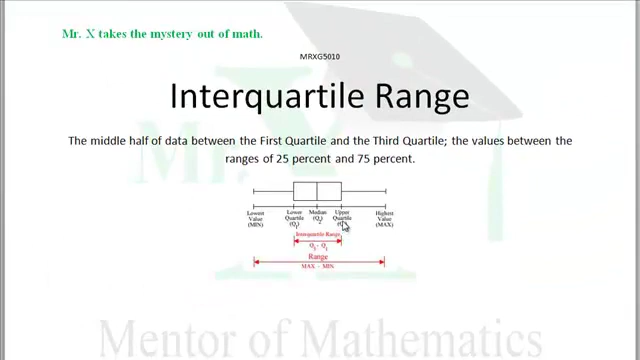 Mr. X takes the mystery out of math.
MRXG5010
Interquartile Range
The middle half of data between the First Quartile and the Third Quartile; the values between the
ranges of 25 percent and 75 percent.
Lowest Value (MIN)
Lower Quartile (Q1)
Median (Q2)
Upper Quartile
Highest Value (MAX)
Interquartile Range
Q3 - Q1
Range
MAX - MIN
Mr. X
Mentor of Mathematics